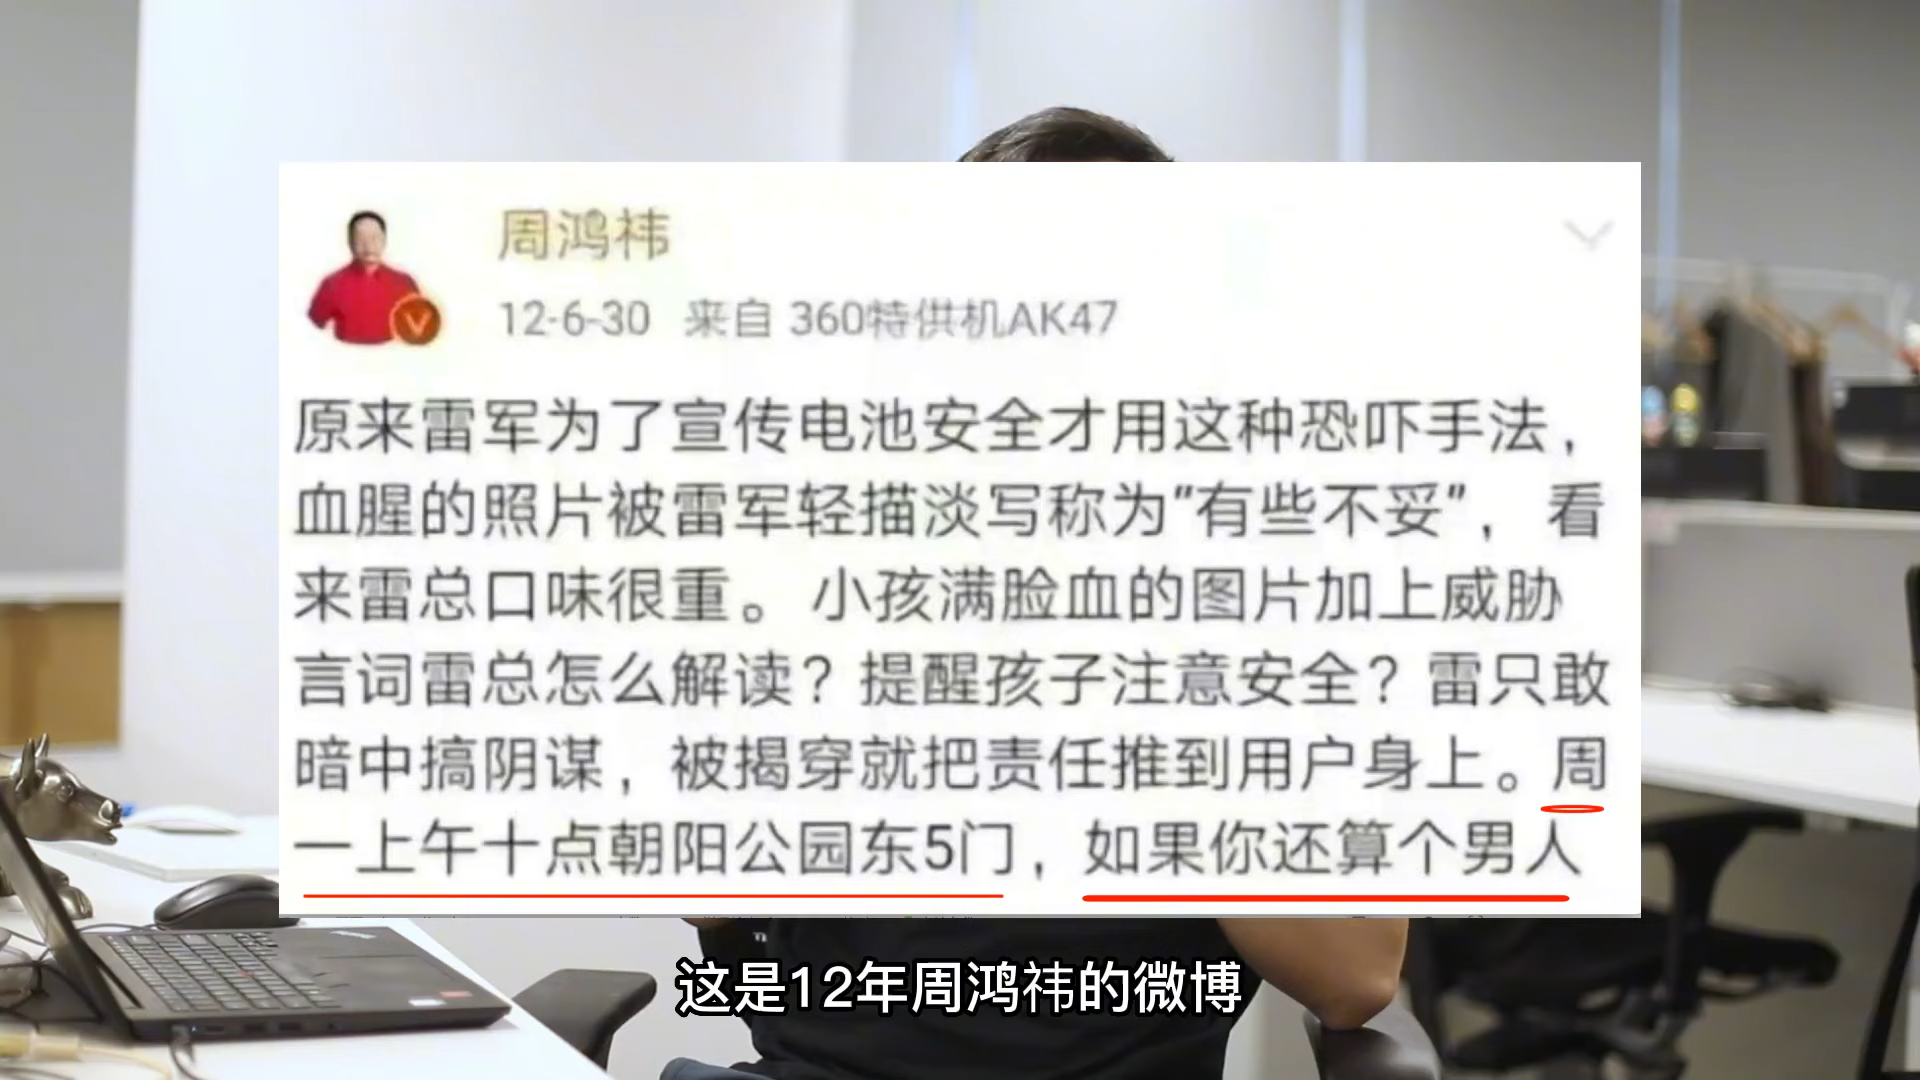 周鸿祎
12-6-30 来自 360特供机AK47
原来雷军为了宣传电池安全才用这种恐吓手法，
血腥的照片被雷军轻描淡写称为"有些不妥"，看
来雷总口味很重。小孩满脸血的图片加上威胁
言词雷总怎么解读？提醒孩子注意安全？雷只敢
暗中搞阴谋，被揭穿就把责任推到用户身上。周
一上午十点朝阳公园东5门，如果你还算个男人
这是12年周鸿祎的微博